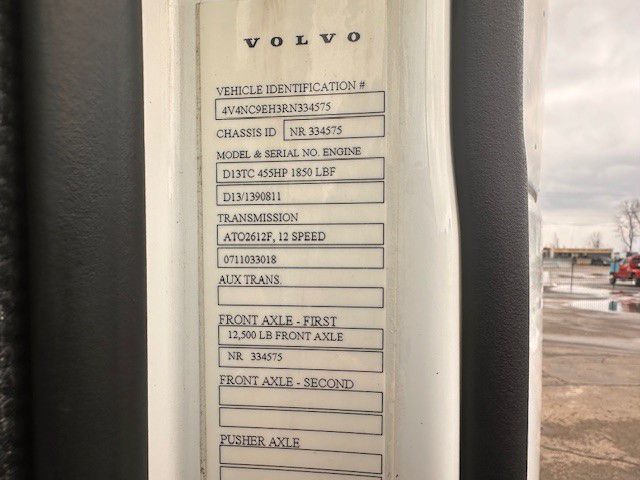 VOLVO
VEHICLE IDENTIFICATION #
4V4NC9EH3RN334575
CHASSIS ID NR 334575
MODEL & SERIAL NO. ENGINE
D13TC 455HP 1850 LBF
D13/1390811
TRANSMISSION
ATO2612F, 12 SPEED
0711033018
AUX TRANS.
FRONT AXLE - FIRST
12,500 LB FRONT AXLE
NR 334575
FRONT AXLE - SECOND
PUSHER AXLE